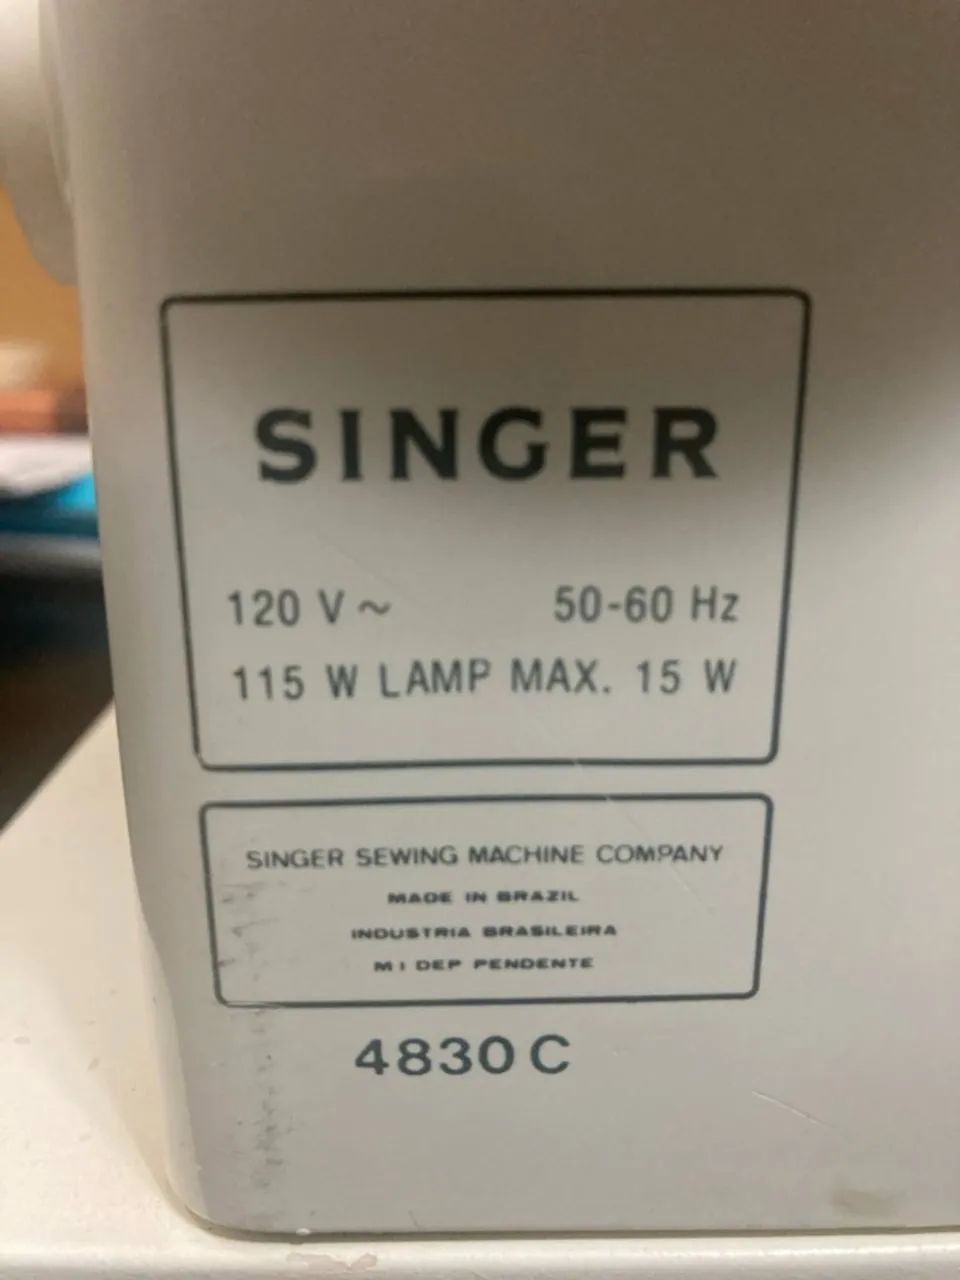 SINGER
120 V ~ 50-60 Hz
115 W LAMP MAX. 15 W
SINGER SEWING MACHINE COMPANY
MADE IN BRAZIL
INDUSTRIA BRASILEIRA
M I DEP PENDENTE
4830 C